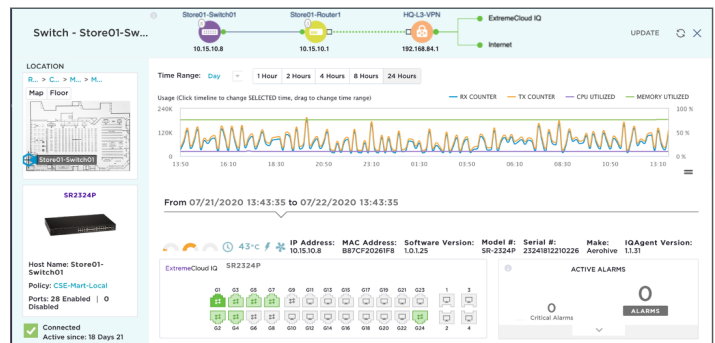 Switch - Store01-Sw...
Store01-Switch01
Store01-Router1
HQ-L3-VPN
ExtremeCloud IQ
Internet
10.15.10.8
10.15.10.1
192.168.84.1
UPDATE
LOCATION
R... > C... > M... > M...
Map Floor
Store01-Switch01
SR2324P
Host Name: Store01-
Switch01
Policy: CSE-Mart-Local
Ports: 28 Enabled | 0
Disabled
Connected
Active since: 18 Days 21
Time Range: Day
1 Hour 2 Hours 4 Hours 8 Hours 24 Hours
Usage (Click timeline to change SELECTED time, drag to change time range)
RX COUNTER TX COUNTER CPU UTILIZED MEMORY UTILIZED
240K
120K
0
100 %
50 %
0 %
13:50 16:10 18:30 20:50 23:10 01:30 03:50 06:10 08:30 10:50 13:10
From 07/21/2020 13:43:35 to 07/22/2020 13:43:35
43°C
IP Address: MAC Address: Software Version: Model #: Serial #: Make: IQAgent Version:
10.15.10.8 B87CF20261F8 1.0.1.25 SR-2324P 23241812210226 Aerohive 1.1.31
ExtremeCloud IQ SR2324P
G1 G3 G5 G7 G9 G11 G13 G15 G17 G19 G21 G23 1 3
G2 G4 G6 G8 G10 G12 G14 G16 G18 G20 G22 G24 2 4
ACTIVE ALARMS
0
Critical Alarms
0
ALARMS